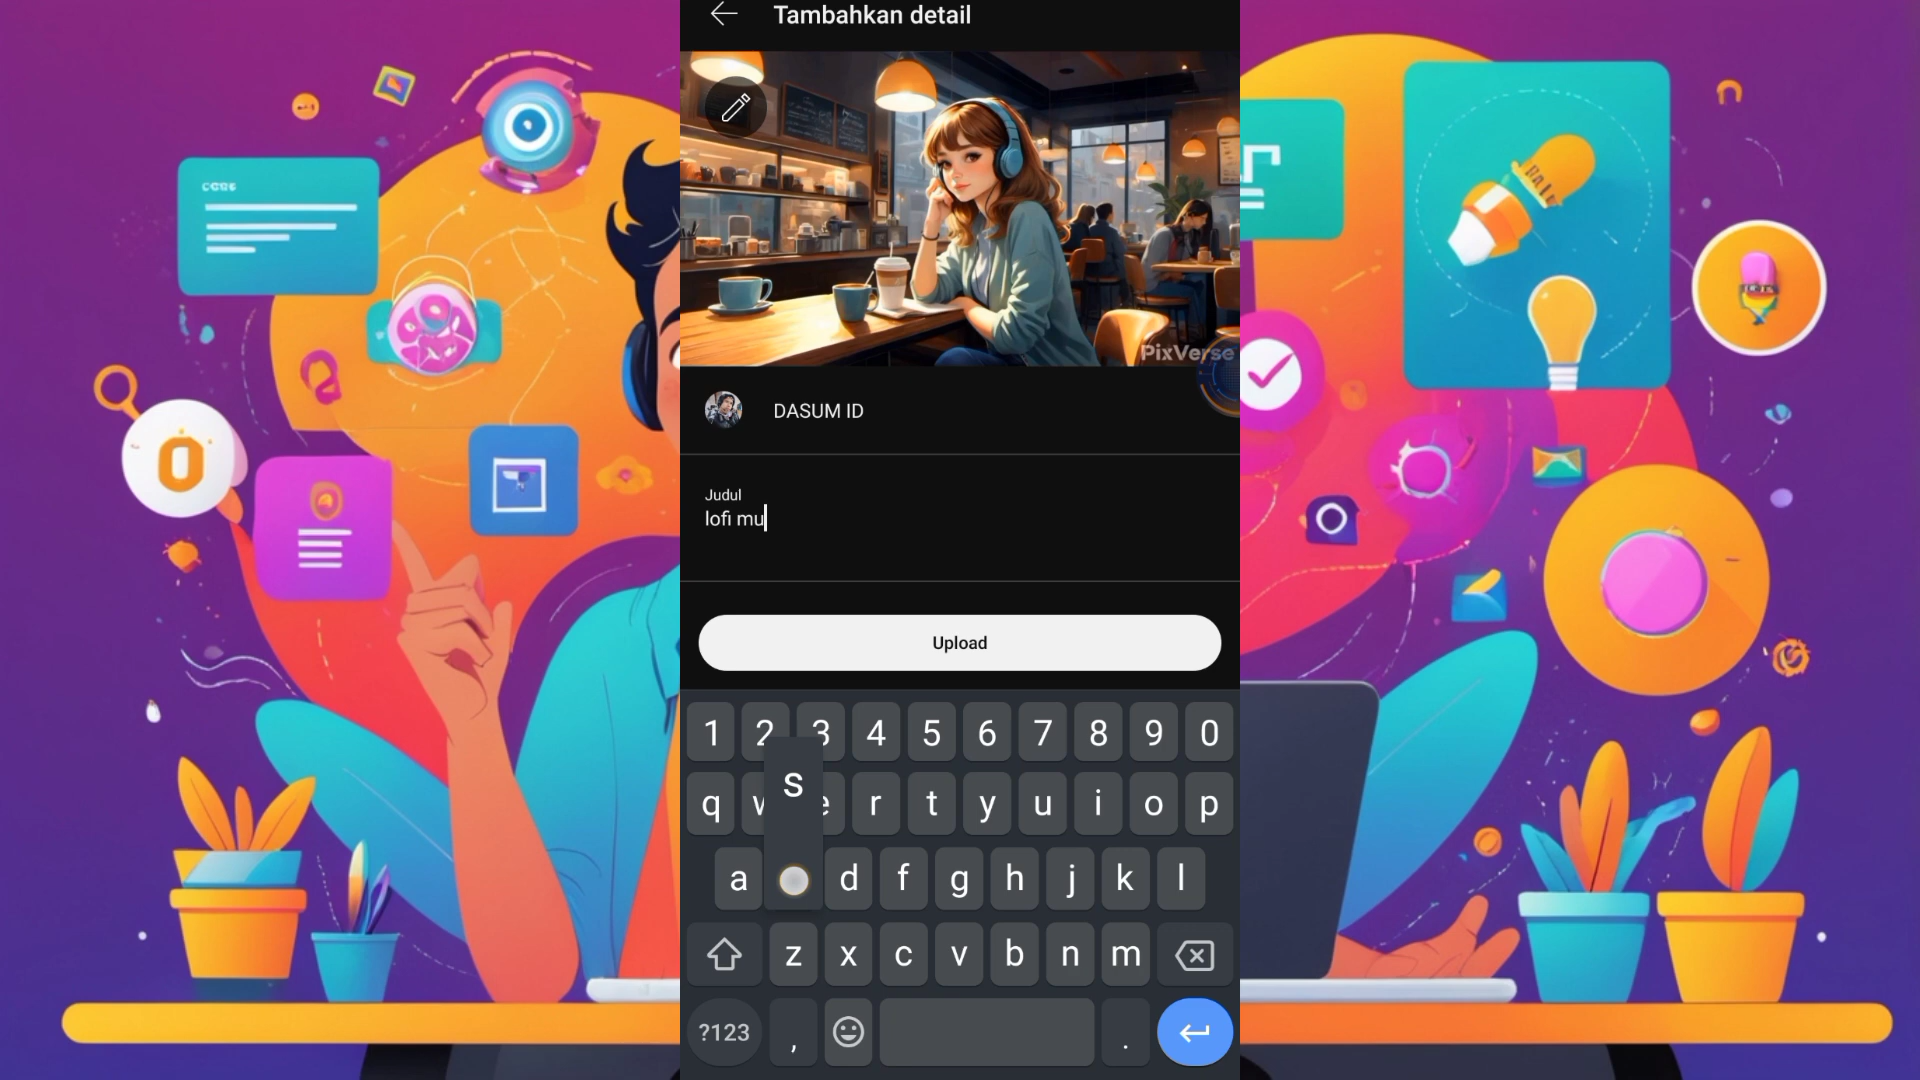 Tambahkan detail
PixVerse
DASUM ID
Judul
lofi mu
Upload
1 2 3 4 5 6 7 8 9 0
s
q w e r t y u i o p
a d f g h j k l
z x c v b n m
?123 , .